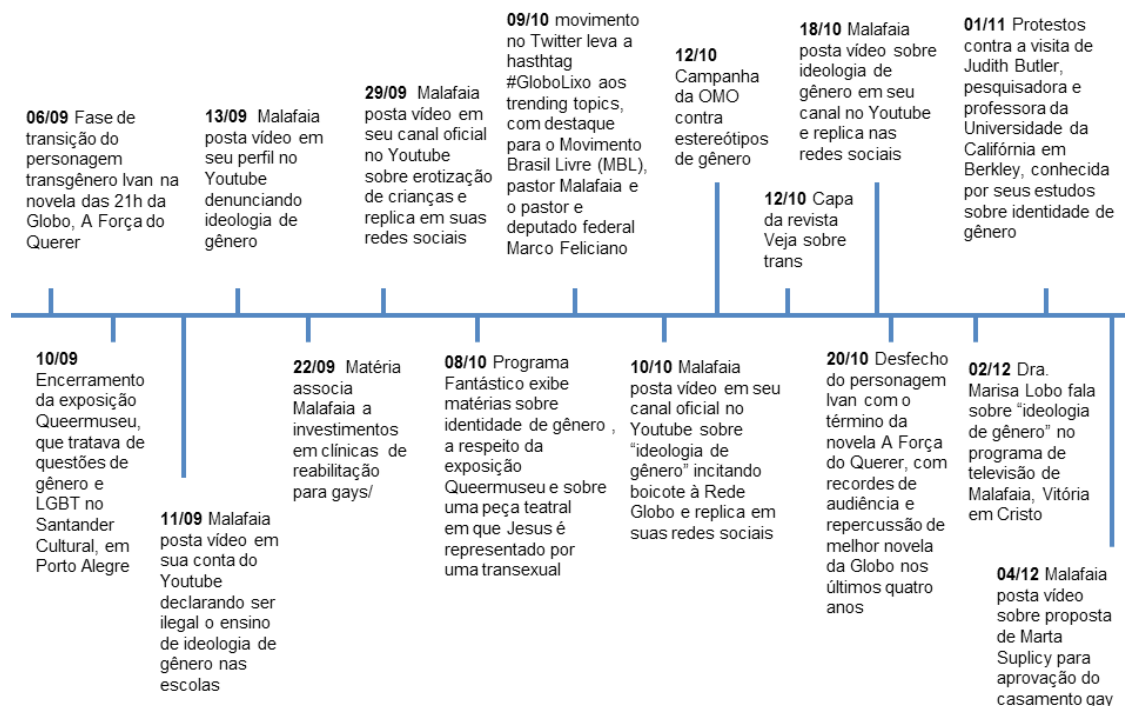 06/09 Fase de
transição do
personagem
transgênero Ivan na
novela das 21h da
Globo, A Força do
Querer
13/09 Malafaia
posta vídeo em
seu perfil no
Youtube
denunciando
ideologia de
gênero
29/09 Malafaia
posta vídeo em
seu canal oficial
no Youtube
sobre erotização
de crianças e
replica em suas
redes sociais
09/10 movimento
no Twitter leva a
hasthtag
#GloboLixo aos
trending topics,
com destaque
para o Movimento
Brasil Livre (MBL),
pastor Malafaia e
o pastor e
deputado federal
Marco Feliciano
12/10
Campanha
da OMO
contra
estereótipos
de gênero
12/10 Capa
da revista
Veja sobre
trans
18/10 Malafaia
posta vídeo sobre
ideologia de
gênero em seu
canal no Youtube
e replica nas
redes sociais
01/11 Protestos
contra a visita de
Judith Butler,
pesquisadora e
professora da
Universidade da
Califórnia em
Berkley, conhecida
por seus estudos
sobre identidade de
gênero
10/09
Encerramento
da exposição
Queermuseu,
que tratava de
questões de
gênero e
LGBT no
Santander
Cultural, em
Porto Alegre
11/09 Malafaia
posta vídeo em
sua conta do
Youtube
declarando ser
ilegal o ensino
de ideologia de
gênero nas
escolas
22/09 Matéria
associa
Malafaia a
investimentos
em clínicas de
reabilitação
para gays/
08/10 Programa
Fantástico exibe
matérias sobre
identidade de gênero ,
a respeito da
exposição
Queermuseu e sobre
uma peça teatral
em que Jesus é
representado por
uma transexual
10/10 Malafaia
posta vídeo em seu
canal oficial no
Youtube sobre
“ideologia de
gênero” incitando
boicote à Rede
Globo e replica em
suas redes sociais
20/10 Desfecho
do personagem
Ivan com o
término da
novela A Força
do Querer, com
recordes de
audiência e
repercussão de
melhor novela
da Globo nos
últimos quatro
anos
02/12 Dra.
Marisa Lobo fala
sobre “ideologia
de gênero” no
programa de
televisão de
Malafaia, Vitória
em Cristo
04/12 Malafaia
posta vídeo
sobre proposta
de Marta
Suplicy para
aprovação do
casamento gay